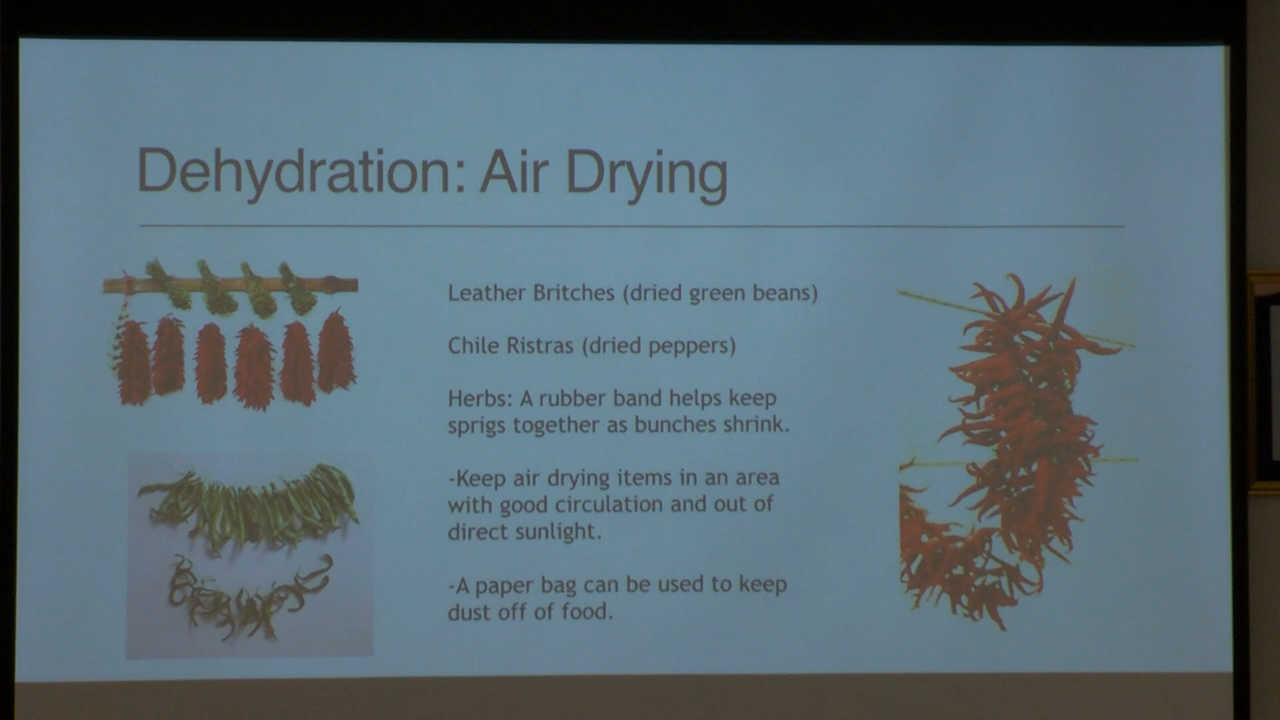 Dehydration: Air Drying
Leather Britches (dried green beans)
Chile Ristras (dried peppers)
Herbs: A rubber band helps keep
sprigs together as bunches shrink.
-Keep air drying items in an area
with good circulation and out of
direct sunlight.
-A paper bag can be used to keep
dust off of food.